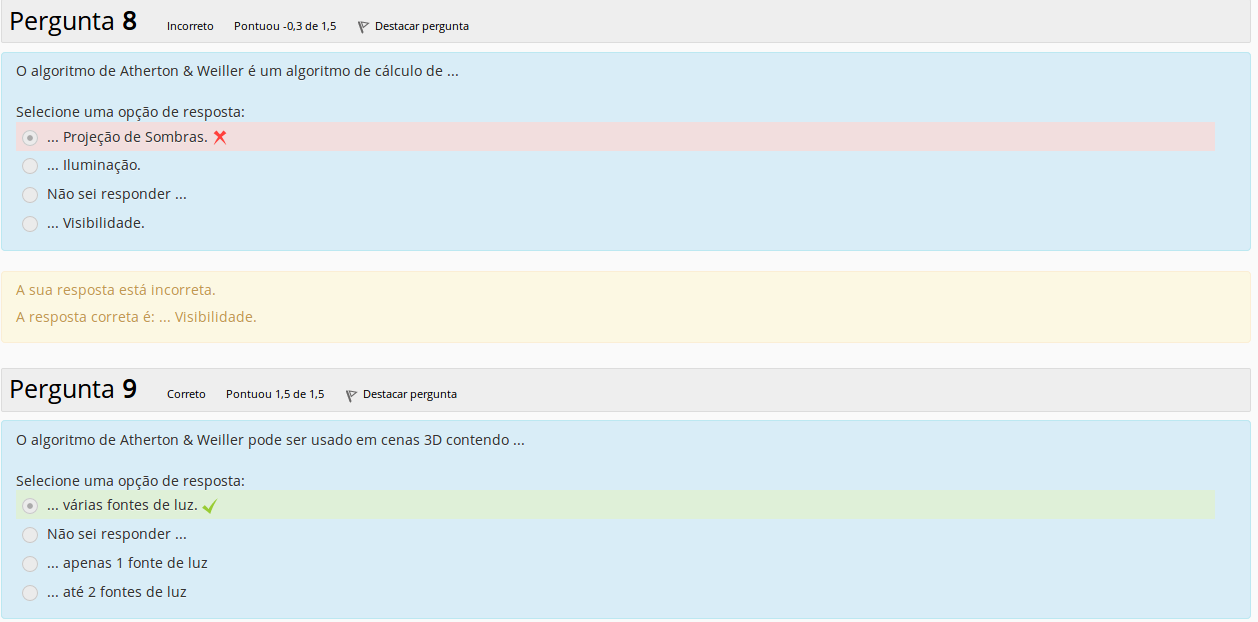 Pergunta 8 Incorreto Pontuou -0,3 de 1,5 Destacar pergunta
O algoritmo de Atherton & Weiller é um algoritmo de cálculo de ...
Selecione uma opção de resposta:
... Projeção de Sombras.
... Iluminação.
Não sei responder ...
... Visibilidade.
A sua resposta está incorreta.
A resposta correta é: ... Visibilidade.
Pergunta 9 Correto Pontuou 1,5 de 1,5 Destacar pergunta
O algoritmo de Atherton & Weiller pode ser usado em cenas 3D contendo ...
Selecione uma opção de resposta:
... várias fontes de luz.
Não sei responder ...
... apenas 1 fonte de luz
... até 2 fontes de luz